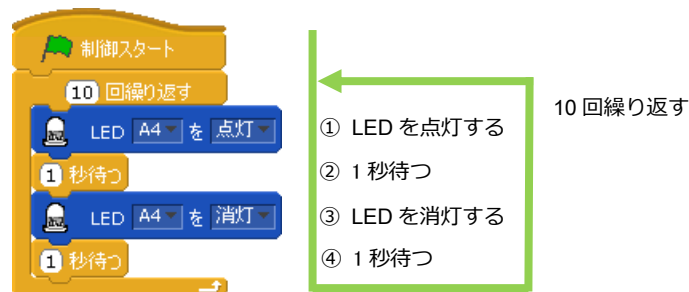 制御スタート
10 回繰り返す
LED A4 を 点灯
1 秒待つ
LED A4 を 消灯
1 秒待つ
① LED を点灯する
② 1 秒待つ
③ LED を消灯する
④ 1 秒待つ
10 回繰り返す